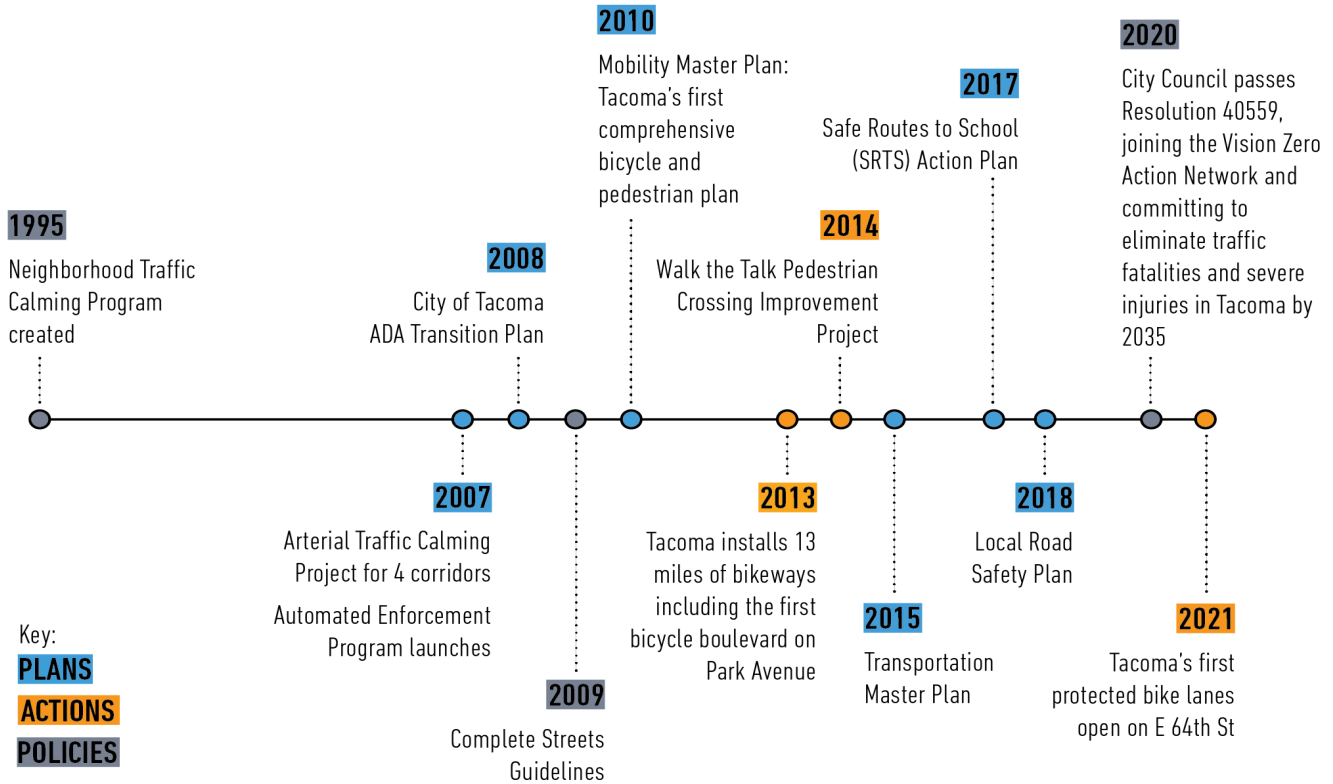 1995
Neighborhood Traffic
Calming Program
created
2007
Arterial Traffic Calming
Project for 4 corridors
Automated Enforcement
Program launches
2008
City of Tacoma
ADA Transition Plan
2009
Complete Streets
Guidelines
2010
Mobility Master Plan:
Tacoma's first
comprehensive
bicycle and
pedestrian plan
2013
Tacoma installs 13
miles of bikeways
including the first
bicycle boulevard on
Park Avenue
2014
Walk the Talk Pedestrian
Crossing Improvement
Project
2015
Transportation
Master Plan
2017
Safe Routes to School
(SRTS) Action Plan
2018
Local Road
Safety Plan
2020
City Council passes
Resolution 40559,
joining the Vision Zero
Action Network and
committing to
eliminate traffic
fatalities and severe
injuries in Tacoma by
2035
2021
Tacoma's first
protected bike lanes
open on E 64th St
Key:
PLANS
ACTIONS
POLICIES